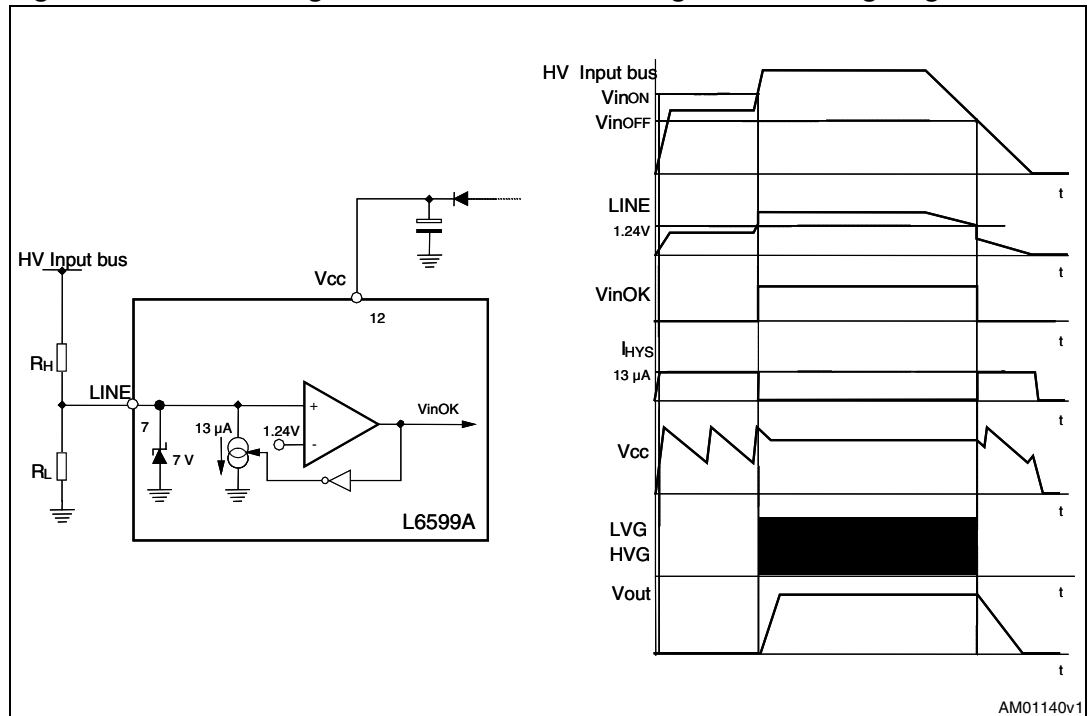 HV Input bus
VinON
VinOFF
t
LINE
1.24V
t
VinOK
t
IHYS
13 µA
t
Vcc
t
LVG
HVG
t
Vout
t
HV Input bus
RH
RL
Vcc
12
LINE
7
7 V
13 µA
1.24V
+
-
VinOK
L6599A
AM01140v1